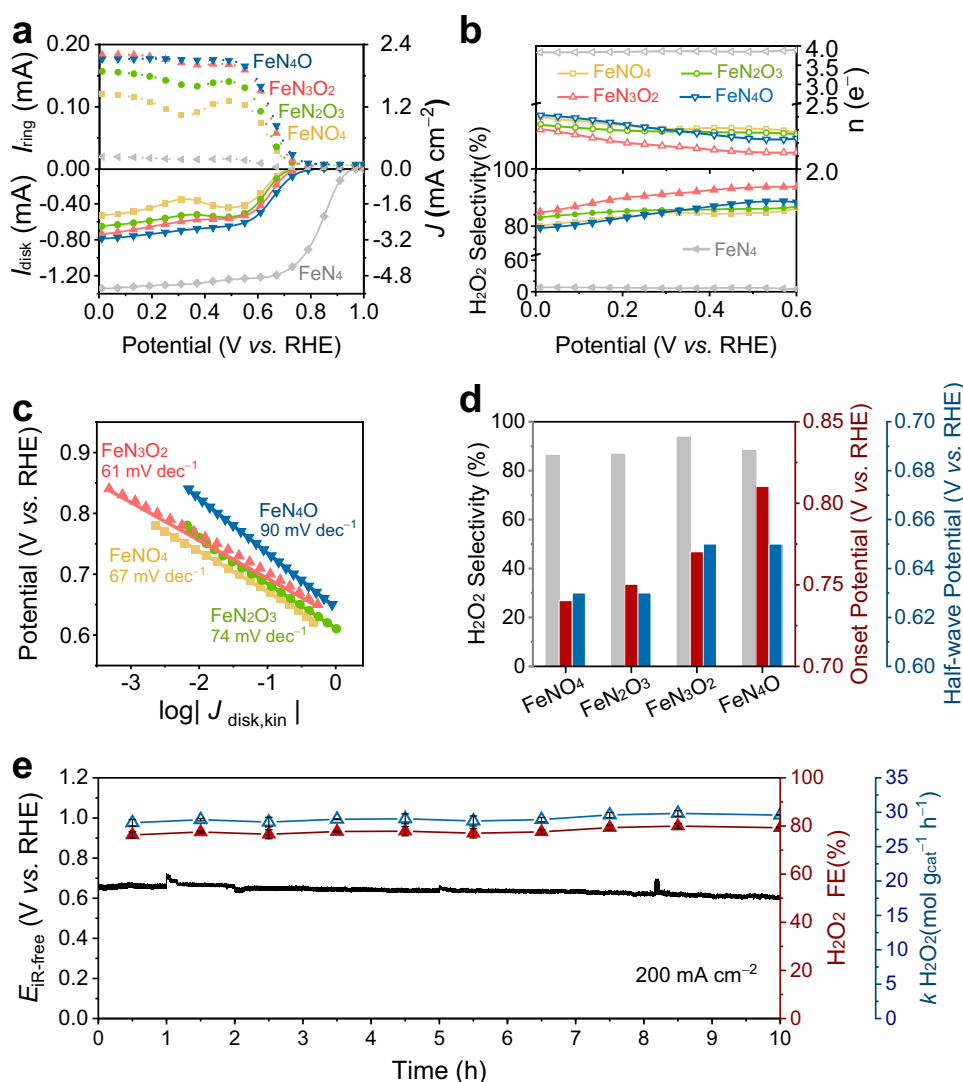 a
0.20
0.10
0.00
-0.40
-0.80
-1.20
I_ring (mA)
I_disk (mA)
2.4
1.2
0.0
-1.6
-3.2
-4.8
J (mA cm⁻²)
FeN₄O
FeN₃O₂
FeN₂O₃
FeNO₄
FeN₄
0.0 0.2 0.4 0.6 0.8 1.0
Potential (V vs. RHE)
b
FeNO₄ FeN₂O₃
FeN₃O₂ FeN₄O
FeN₄
100
80
60
0
H₂O₂ Selectivity(%)
4.0
3.5
3.0
2.5
2.0
n (e⁻)
0.0 0.2 0.4 0.6
Potential (V vs. RHE)
c
0.9
0.8
0.7
0.6
Potential (V vs. RHE)
FeN₃O₂
61 mV dec⁻¹
FeN₄O
90 mV dec⁻¹
FeNO₄
67 mV dec⁻¹
FeN₂O₃
74 mV dec⁻¹
-3 -2 -1 0
log| J disk,kin |
d
100
80
60
40
20
0
H₂O₂ Selectivity (%)
0.85
0.80
0.75
0.70
Onset Potential (V vs. RHE)
0.70
0.68
0.66
0.64
0.62
0.60
Half-wave Potential (V vs. RHE)
FeNO₄ FeN₂O₃ FeN₃O₂ FeN₄O
e
1.2
1.0
0.8
0.6
0.4
0.2
0.0
E_iR-free (V vs. RHE)
100
80
60
40
20
0
H₂O₂ FE(%)
35
30
25
20
15
10
5
0
k H₂O₂(mol g_cat⁻¹ h⁻¹)
200 mA cm⁻²
0 1 2 3 4 5 6 7 8 9 10
Time (h)